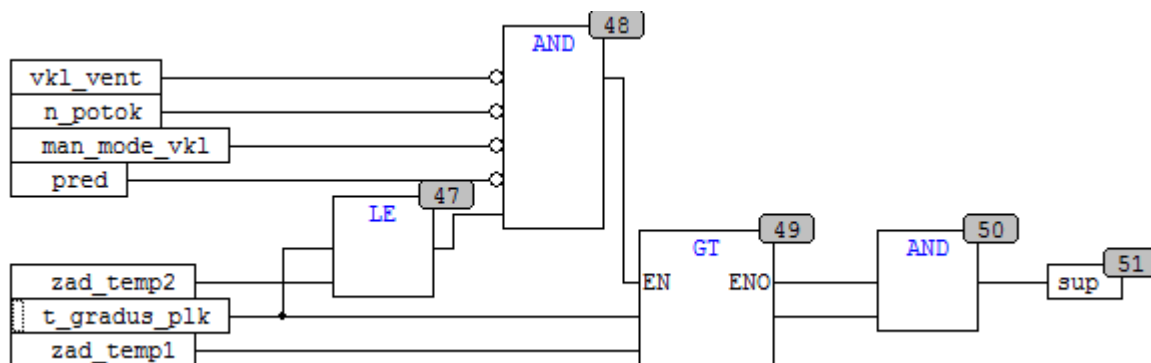 48
AND
vkl_vent
n_potok
man_mode_vkl
pred
47
LE
49
GT
50
AND
zad_temp2
EN
ENO
sup
51
t_gradus_plk
zad_temp1